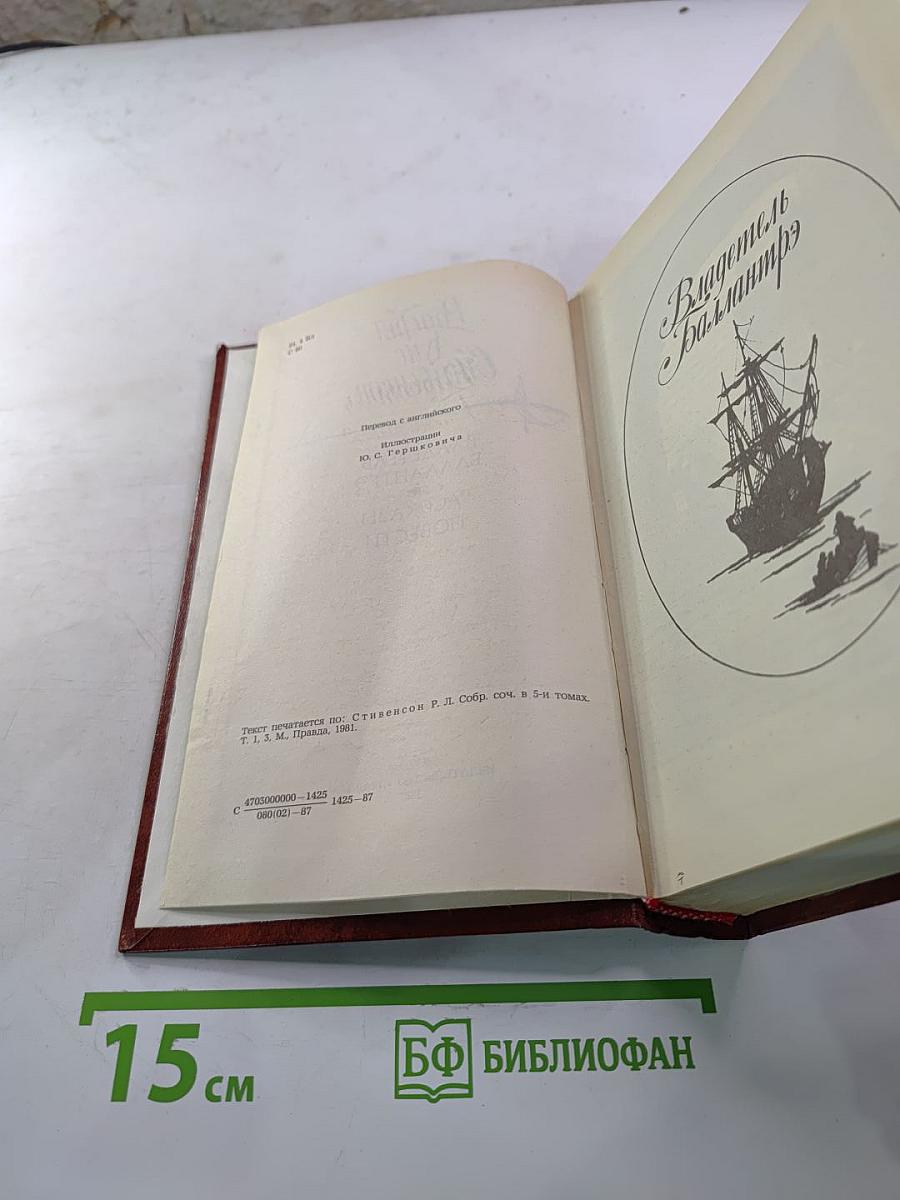 Перевод с английского
Иллюстрации
Ю. С. Гершковича
Текст печатается по: Стивенсон Р. Л. Собр. соч. в 5-и томах.
Т. 1, 3, М., Правда, 1981.
С 4703000000—1425 1425—87
080(02)—87
Владетель
Баллантрэ
15 см
БФ БИБЛИОФАН